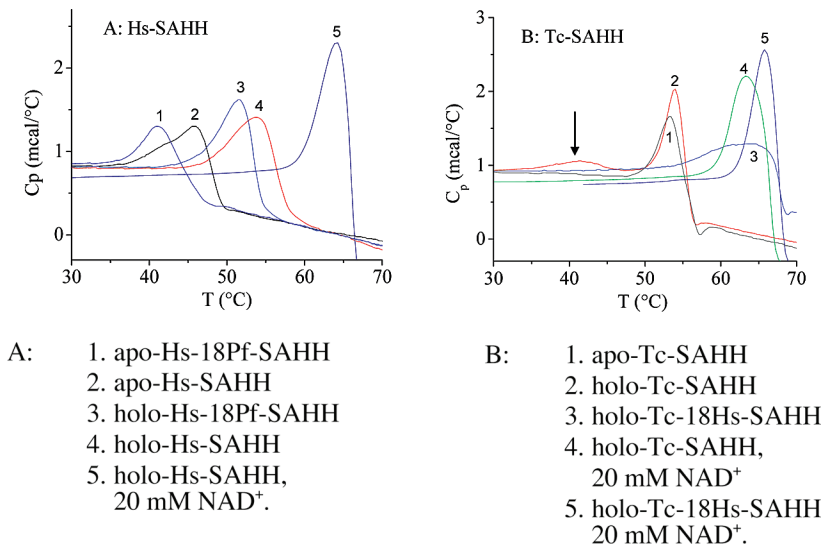 A: Hs-SAHH
Cp (mcal/°C)
2
1
0
1
2
3
4
5
30
40
50
60
70
T (°C)
B: Tc-SAHH
Cp (mcal/°C)
3
2
1
0
1
2
3
4
5
30
40
50
60
70
T (°C)
A:
1. apo-Hs-18Pf-SAHH
2. apo-Hs-SAHH
3. holo-Hs-18Pf-SAHH
4. holo-Hs-SAHH
5. holo-Hs-SAHH,
20 mM NAD⁺.
B:
1. apo-Tc-SAHH
2. holo-Tc-SAHH
3. holo-Tc-18Hs-SAHH
4. holo-Tc-SAHH,
20 mM NAD⁺
5. holo-Tc-18Hs-SAHH
20 mM NAD⁺.